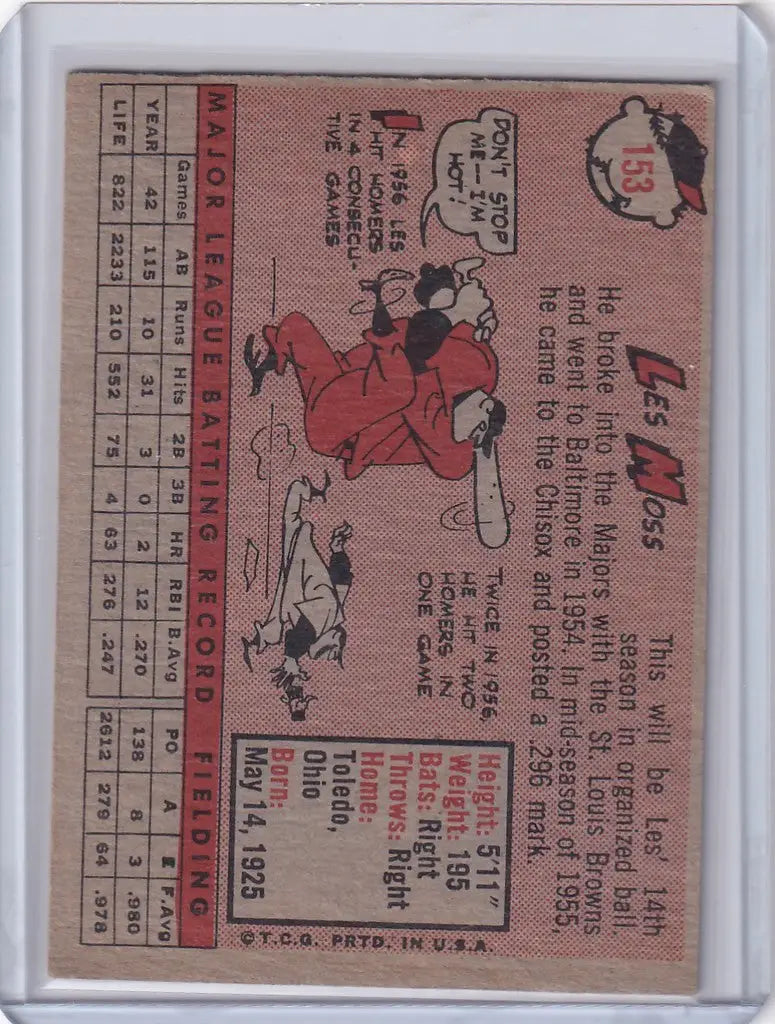 153
LES MOSS
This will be Les' 14th
season in organized ball
He broke into the Majors with the St. Louis Browns
and went to Baltimore in 1954. In mid-season of 1955,
he came to the Chisox and posted a .296 mark.
DON'T STOP
ME—I'M
HOT!
IN 1956 LES
HIT HOMERS
IN 4 CONSECU-
TIVE GAMES
TWICE IN 1956,
HE HIT TWO
HOMERS IN
ONE GAME
Height: 5'11"
Weight: 195
Bats: Right
Throws: Right
Home:
Toledo,
Ohio
Born:
May 14, 1925
© T.C.G. PRTD. IN U.S.A.
MAJOR LEAGUE BATTING RECORD FIELDING
Games AB Runs Hits 2B 3B HR RBI B.Avg PO A E F.Avg
YEAR 42 115 10 31 3 0 2 12 .270 138 8 3 .980
LIFE 822 2233 210 552 75 4 63 276 .247 2612 279 64 .978